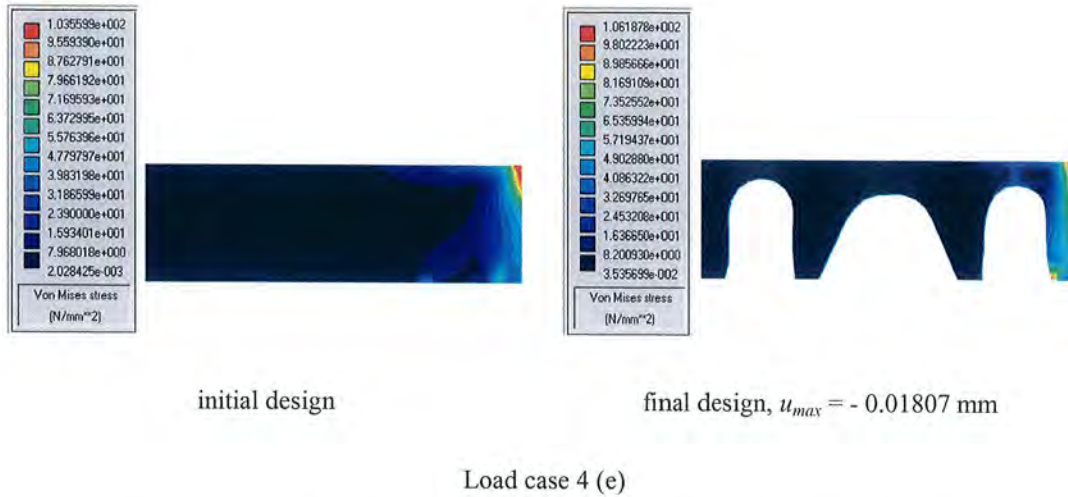 1.035599e+002
9.559390e+001
8.762791e+001
7.966192e+001
7.169593e+001
6.372995e+001
5.576396e+001
4.779797e+001
3.983198e+001
3.186599e+001
2.390000e+001
1.593401e+001
7.968018e+000
2.028425e-003
Von Mises stress
(N/mm**2)
1.061878e+002
9.802223e+001
8.985666e+001
8.169109e+001
7.352552e+001
6.535994e+001
5.719437e+001
4.902880e+001
4.086322e+001
3.269765e+001
2.453208e+001
1.636650e+001
8.200930e+000
3.535699e-002
Von Mises stress
(N/mm**2)
initial design
final design, umax = - 0.01807 mm
Load case 4 (e)